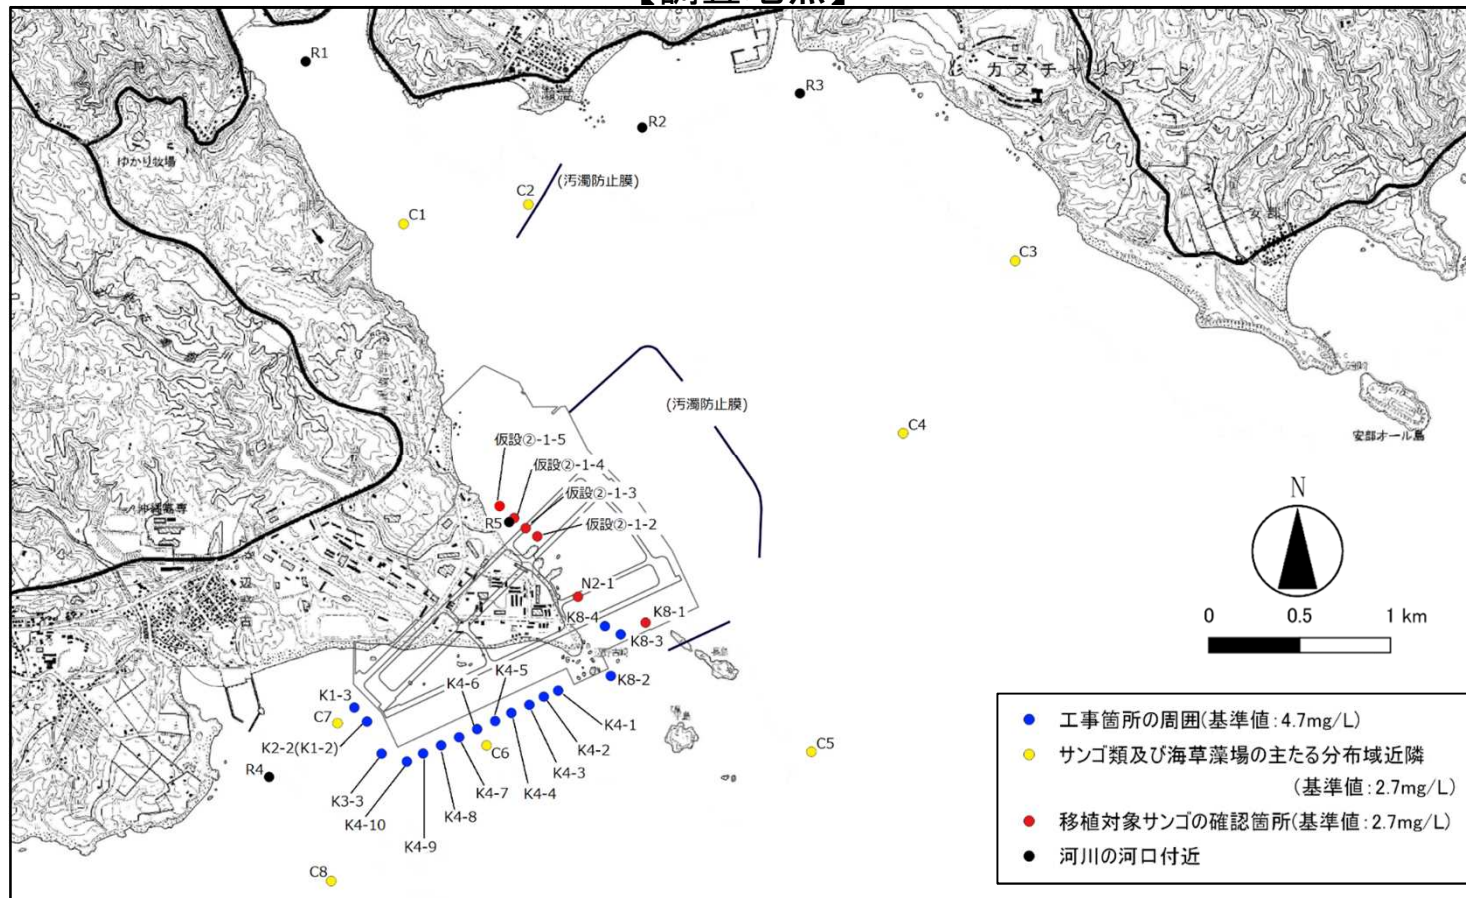 【調査地点】
R1
R2
R3
カヌチャリゾート
ゆかり牧場
(汚濁防止膜)
C2
C1
C3
安部
(汚濁防止膜)
C4
安部オール島
仮設②-1-5
仮設②-1-4
仮設②-1-3
仮設②-1-2
R5
沖縄高専
辺野古
N2-1
K8-4
K8-1
K8-3
長島
K8-2
平島
K4-5
K4-6
K4-1
K1-3
C7
K4-2
K2-2(K1-2)
C6
K4-3
C5
R4
K4-4
K3-3
K4-7
K4-10
K4-8
K4-9
C8
N
0 0.5 1 km
工事箇所の周囲(基準値:4.7mg/L)
サンゴ類及び海草藻場の主たる分布域近隣
(基準値:2.7mg/L)
移植対象サンゴの確認箇所(基準値:2.7mg/L)
河川の河口付近